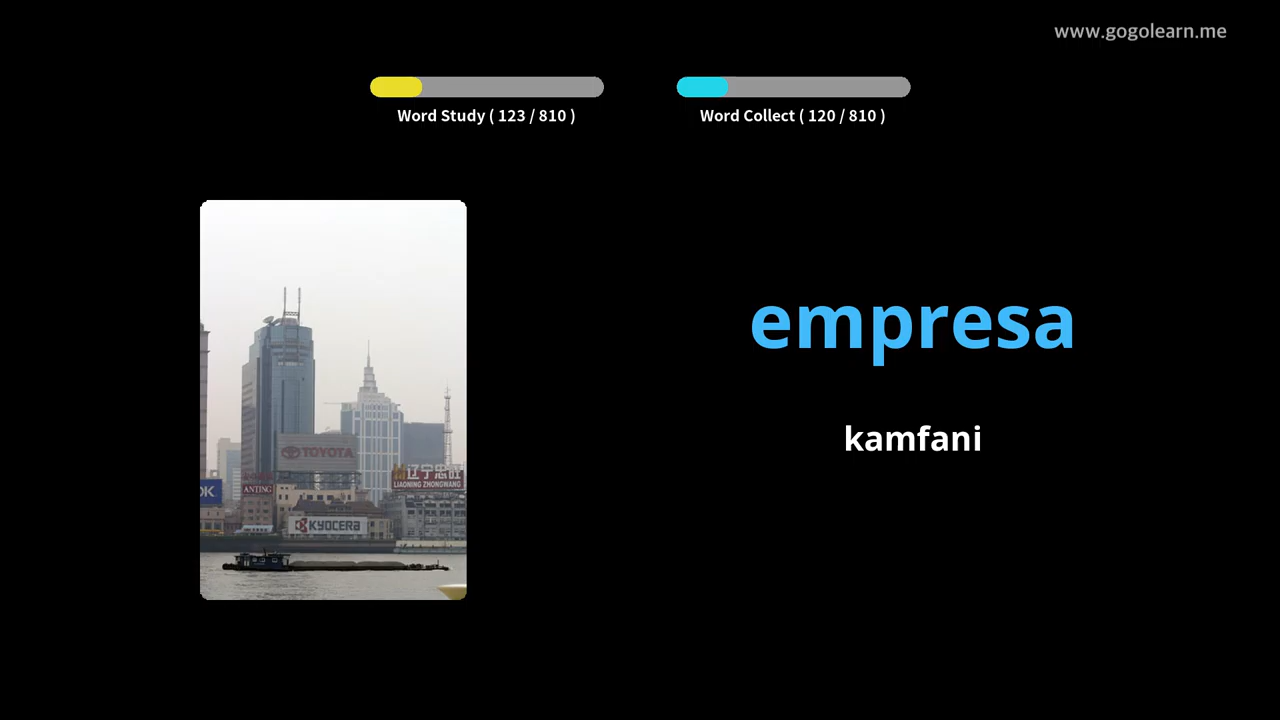 www.gogolearn.me
Word Study ( 123 / 810 )
Word Collect ( 120 / 810 )
empresa
kamfani
TOYOTA
辽宁忠旺
LIAONING ZHONGWANG
ANTING
OK
KYOCERA